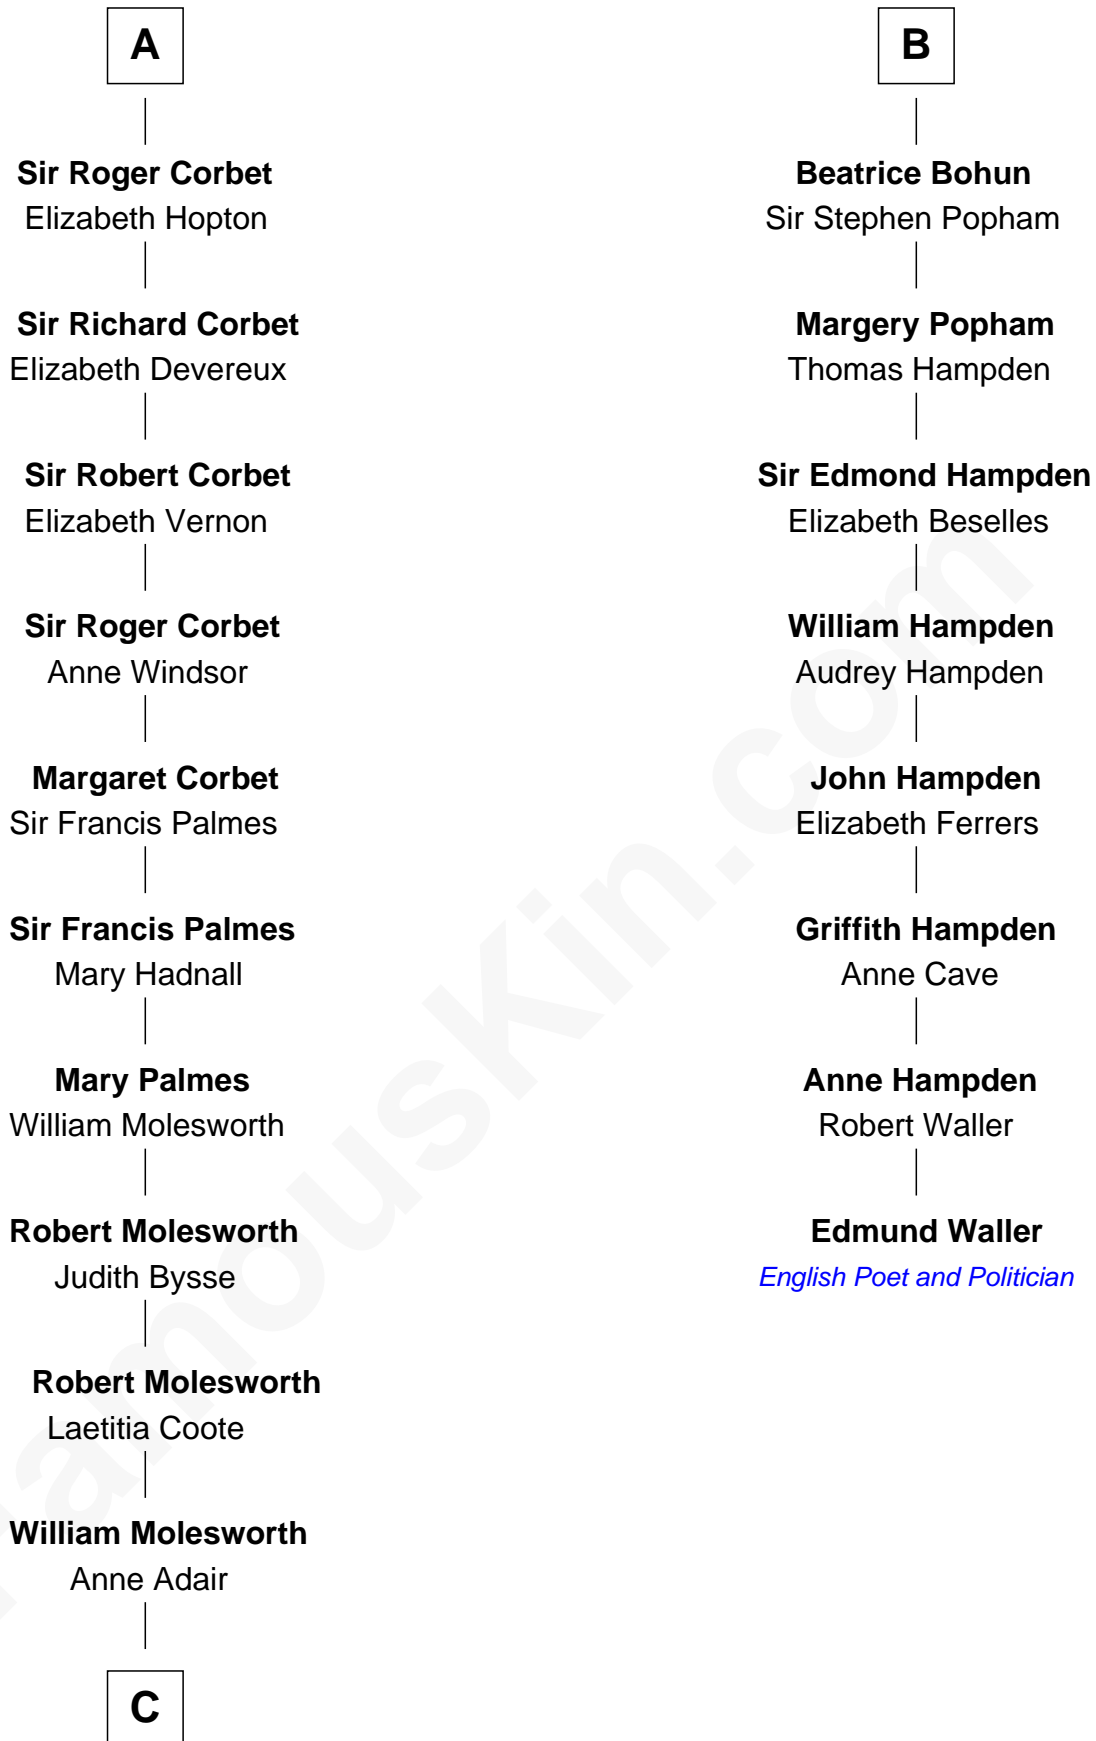 A
Sir Roger Corbet
Elizabeth Hopton
Sir Richard Corbet
Elizabeth Devereux
Sir Robert Corbet
Elizabeth Vernon
Sir Roger Corbet
Anne Windsor
Margaret Corbet
Sir Francis Palmes
Sir Francis Palmes
Mary Hadnall
Mary Palmes
William Molesworth
Robert Molesworth
Judith Bysse
Robert Molesworth
Laetitia Coote
William Molesworth
Anne Adair
C
B
Beatrice Bohun
Sir Stephen Popham
Margery Popham
Thomas Hampden
Sir Edmond Hampden
Elizabeth Beselles
William Hampden
Audrey Hampden
John Hampden
Elizabeth Ferrers
Griffith Hampden
Anne Cave
Anne Hampden
Robert Waller
Edmund Waller
English Poet and Politician
FamousKin.com